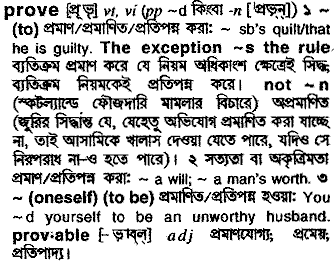 prove [প্রূভ্] vt, vi (pp ~d কিংবা ~n [প্রূভ্‌ন্]) ১ ~
(to) প্রমাণ/প্রমাণিত/প্রতিপন্ন করা: ~ sb's quilt/that
he is guilty. The exception ~s the rule
ব্যতিক্রম প্রমাণ করে যে নিয়ম অধিকাংশ ক্ষেত্রেই সিদ্ধ;
ব্যতিক্রম নিয়মকেই প্রতিপন্ন করে। not ~n
(স্কটল্যান্ডে ফৌজদারি মামলার বিচারে) অপ্রমাণিত
(জুরির সিদ্ধান্ত যে, যেহেতু অভিযোগ প্রমাণিত করা যাচ্ছে
না, তাই আসামিকে খালাস দেওয়া যেতে পারে, যদিও সে
নিরপরাধ না-ও হতে পারে)। ২ সত্যতা বা অকৃত্রিমতা
প্রমাণ/প্রতিপন্ন করা: ~ a will; ~ a man's worth. ৩
~ (oneself) (to be) প্রমাণিত/প্রতিপন্ন হওয়া: You
~d yourself to be an unworthy husband.
prov·able [-ভ়াব্‌ল্] adj প্রমাণযোগ্য; প্রমেয়;
প্রতিপাদ্য।